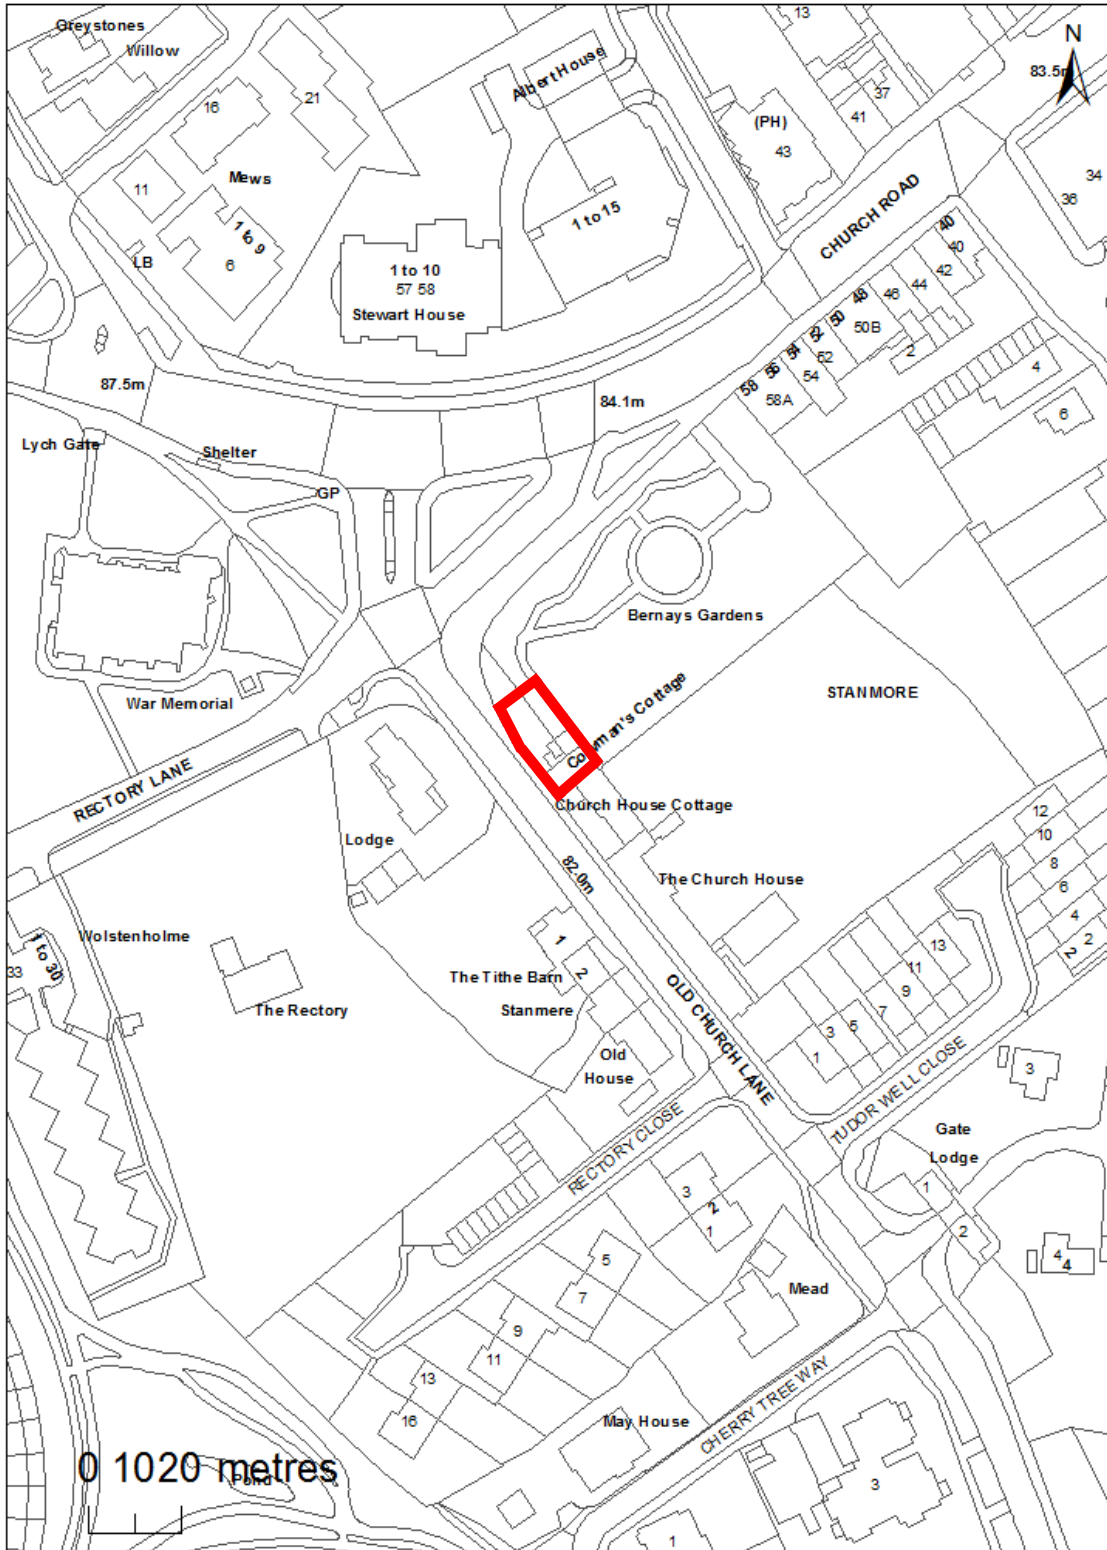 Greystones
Willow
13
N
83.5m
Albert House
16
21
37
41
(PH)
43
34
36
11
Mews
1 to 9
6
LB
1 to 15
CHURCH ROAD
1 to 10
57 58
Stewart House
40
40
42
44
46
48
50
50B
52
52
54
54
56
58
58A
2
4
6
87.5m
84.1m
Lych Gate
Shelter
GP
Bernays Gardens
STANMORE
War Memorial
RECTORY LANE
Cowman's Cottage
Church House Cottage
Lodge
82.0m
The Church House
12
10
8
6
4
2
2
Wolstenholme
1 to 30
33
The Rectory
1
2
The Tithe Barn
Stanmere
Old
House
OLD CHURCH LANE
13
11
9
7
5
3
1
TUDOR WELL CLOSE
3
RECTORY CLOSE
Gate
Lodge
1
2
4
4
3
2
1
5
7
Mead
9
11
13
16
May House
CHERRY TREE WAY
0 1020 metres
Pond
3
1